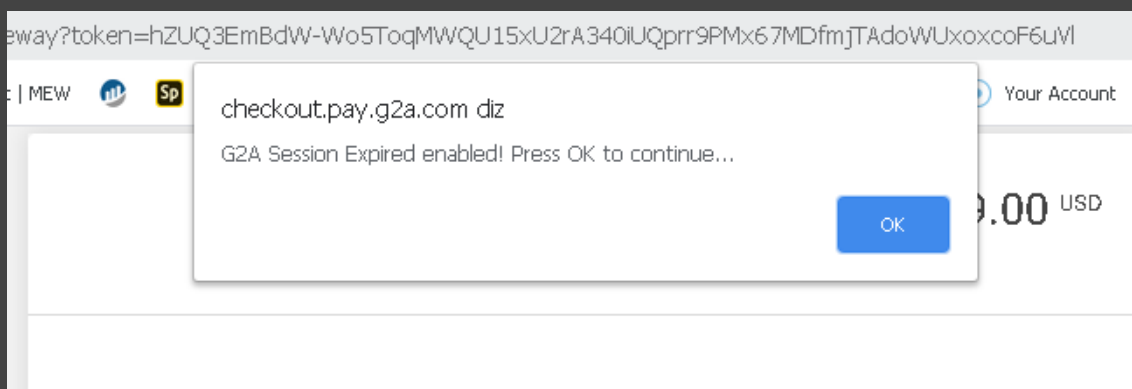 eway?token=hZUQ3EmBdW-Wo5ToqMWQU15xU2rA340iUQprr9PMx67MDfmjTAdoWUxoxcoF6uVl
| MEW Sp Your Account
checkout.pay.g2a.com diz
G2A Session Expired enabled! Press OK to continue...
OK
9.00 USD